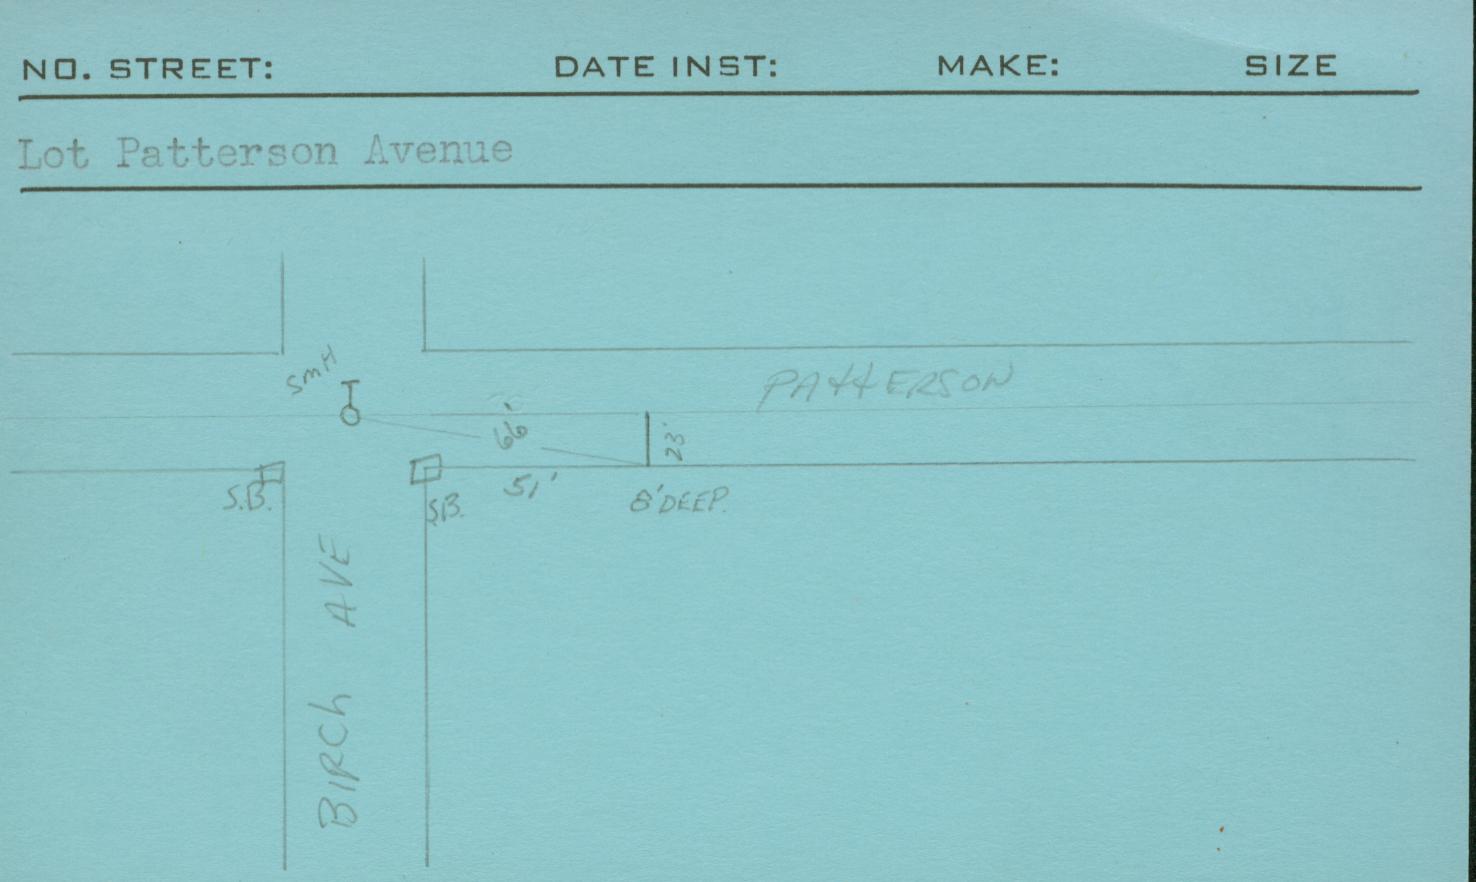 NO. STREET: DATE INST: MAKE: SIZE
Lot Patterson Avenue
SMH
PATTERSON
66'
23'
S.B.
S.B.
51'
8' DEEP.
BIRCH AVE